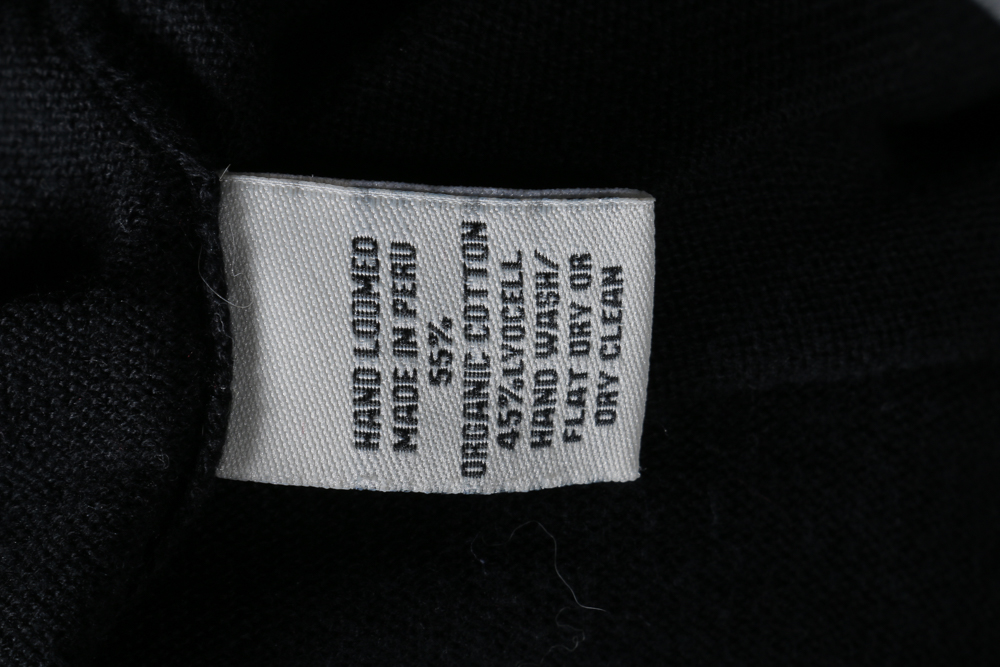 HAND LOOMED
MADE IN PERU
55%
ORGANIC COTTON
45%LYOCELL
HAND WASH/
FLAT DRY OR
DRY CLEAN